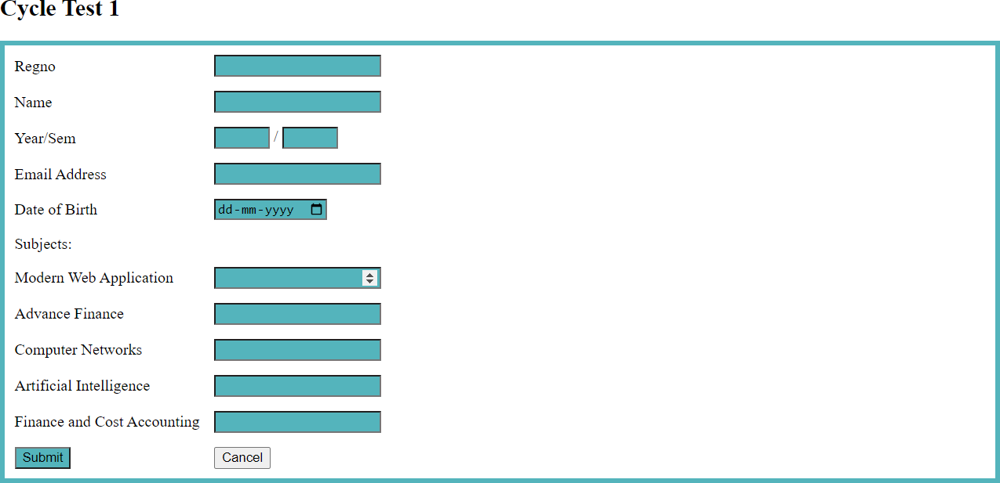 Cycle Test 1
Regno
Name
Year/Sem /
Email Address
Date of Birth dd-mm-yyyy
Subjects:
Modern Web Application
Advance Finance
Computer Networks
Artificial Intelligence
Finance and Cost Accounting
Submit Cancel